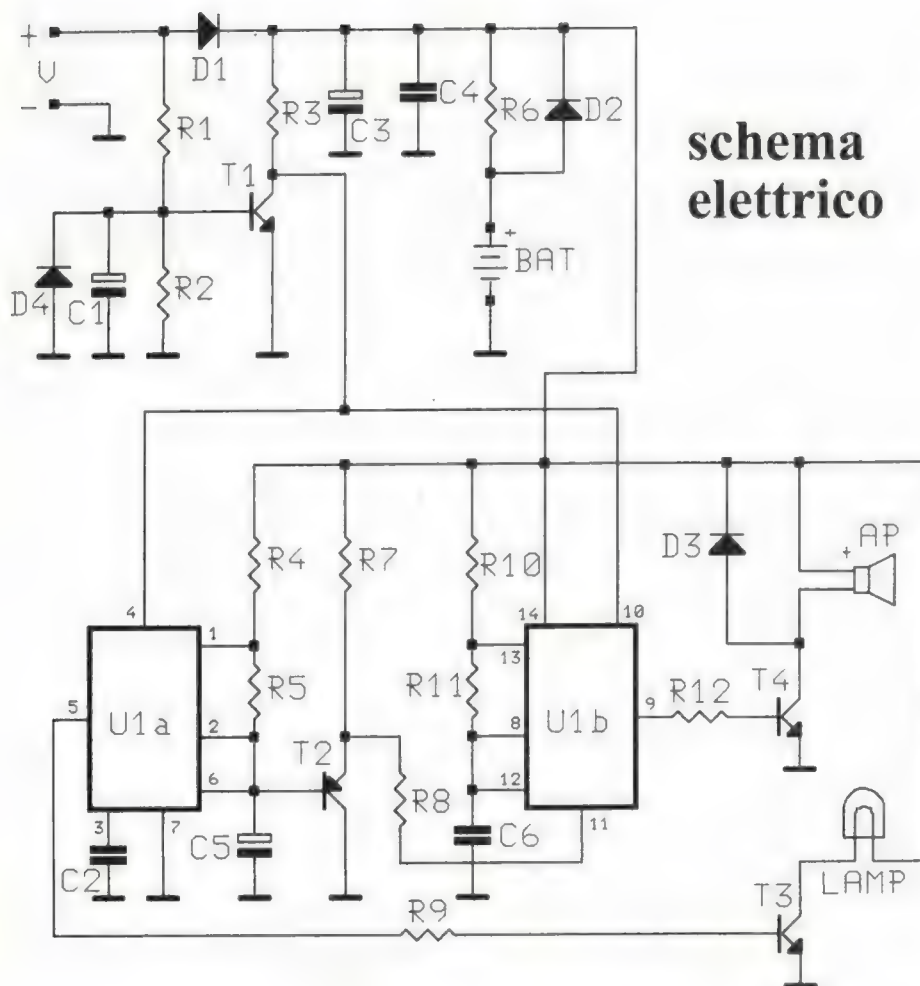 +
V
-
D1
R1
R3
C3
C4
R6
D2
schema
elettrico
T1
D4
C1
R2
+
BAT
R4
R7
R10
D3
+
AP
4
1
14
10
13
R5
R11
T4
5
U1a
2
T2
8
U1b
9
R12
6
R8
12
3
7
C5
C6
11
C2
LAMP
T3
R9